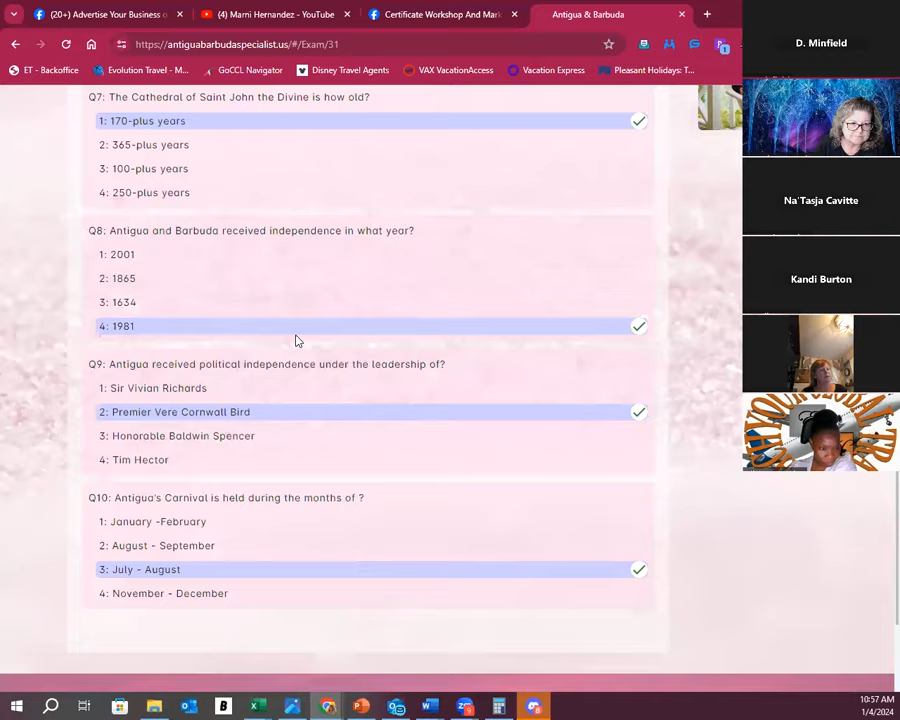 (20+) Advertise Your Business o
(4) Marni Hernandez - YouTube
Certificate Workshop And Mark
Antigua & Barbuda
https://antiguabarbudaspecialist.us/#/Exam/31
ET - Backoffice
Evolution Travel - M...
GoCCL Navigator
Disney Travel Agents
VAX VacationAccess
Vacation Express
Pleasant Holidays: T...
Q7: The Cathedral of Saint John the Divine is how old?
1: 170-plus years
2: 365-plus years
3: 100-plus years
4: 250-plus years
Q8: Antigua and Barbuda received independence in what year?
1: 2001
2: 1865
3: 1634
4: 1981
Q9: Antigua received political independence under the leadership of?
1: Sir Vivian Richards
2: Premier Vere Cornwall Bird
3: Honorable Baldwin Spencer
4: Tim Hector
Q10: Antigua's Carnival is held during the months of ?
1: January -February
2: August - September
3: July - August
4: November - December
D. Minfield
Na'Tasja Cavitte
Kandi Burton
10:57 AM
1/4/2024